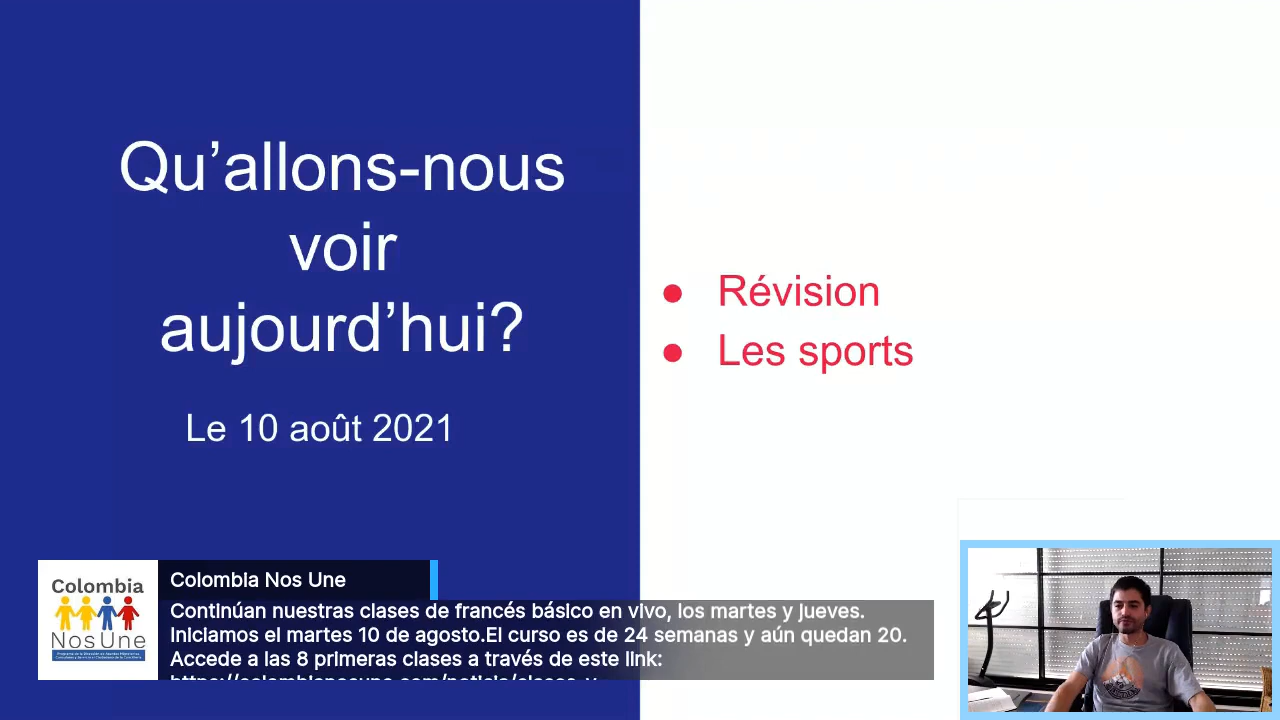 Qu’allons-nous
voir
aujourd’hui?
Le 10 août 2021
● Révision
● Les sports
Colombia
NosUne
Colombia Nos Une
Continúan nuestras clases de francés básico en vivo, los martes y jueves.
Iniciamos el martes 10 de agosto.El curso es de 24 semanas y aún quedan 20.
Accede a las 8 primeras clases a través de este link: